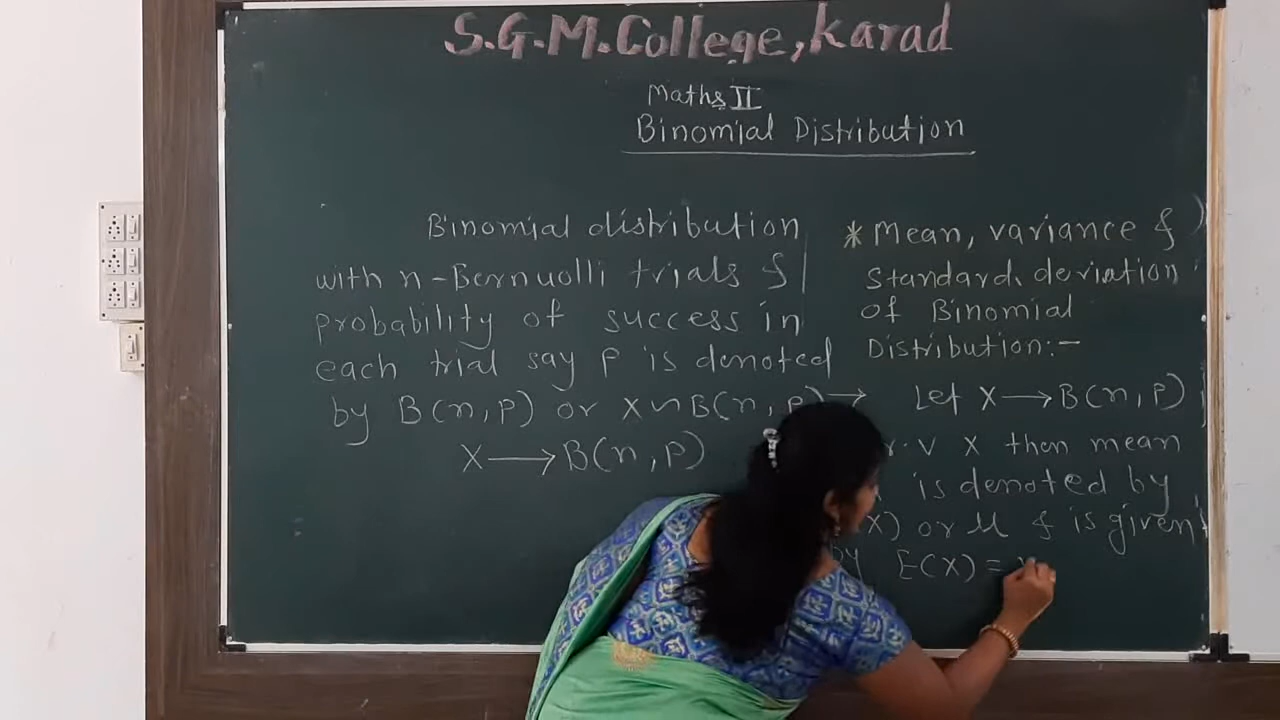 S.G.M. College, Karad
Maths II
Binomial Distribution
Binomial distribution
with n-Bernuolli trials &
probability of success in
each trial say p is denoted
by B(n,p) or X ∽ B(n,p)
X → B(n,p)
* Mean, variance &
standard deviation
of Binomial
Distribution:-
→ Let X → B(n,p)
r.v X then mean
is denoted by
X) or μ & is given
by E(X) =